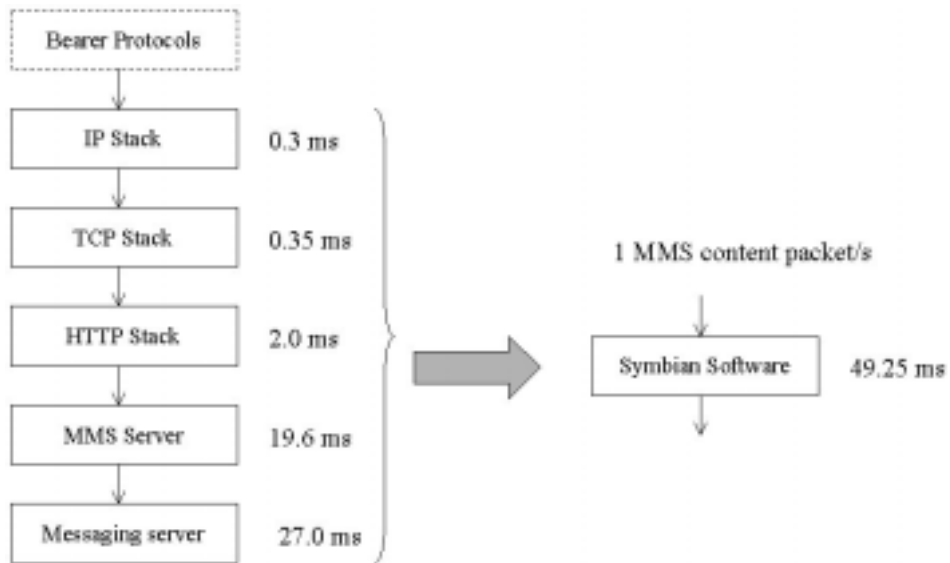 Bearer Protocols
IP Stack
0.3 ms
TCP Stack
0.35 ms
HTTP Stack
2.0 ms
MMS Server
19.6 ms
Messaging server
27.0 ms
1 MMS content packet/s
Symbian Software
49.25 ms